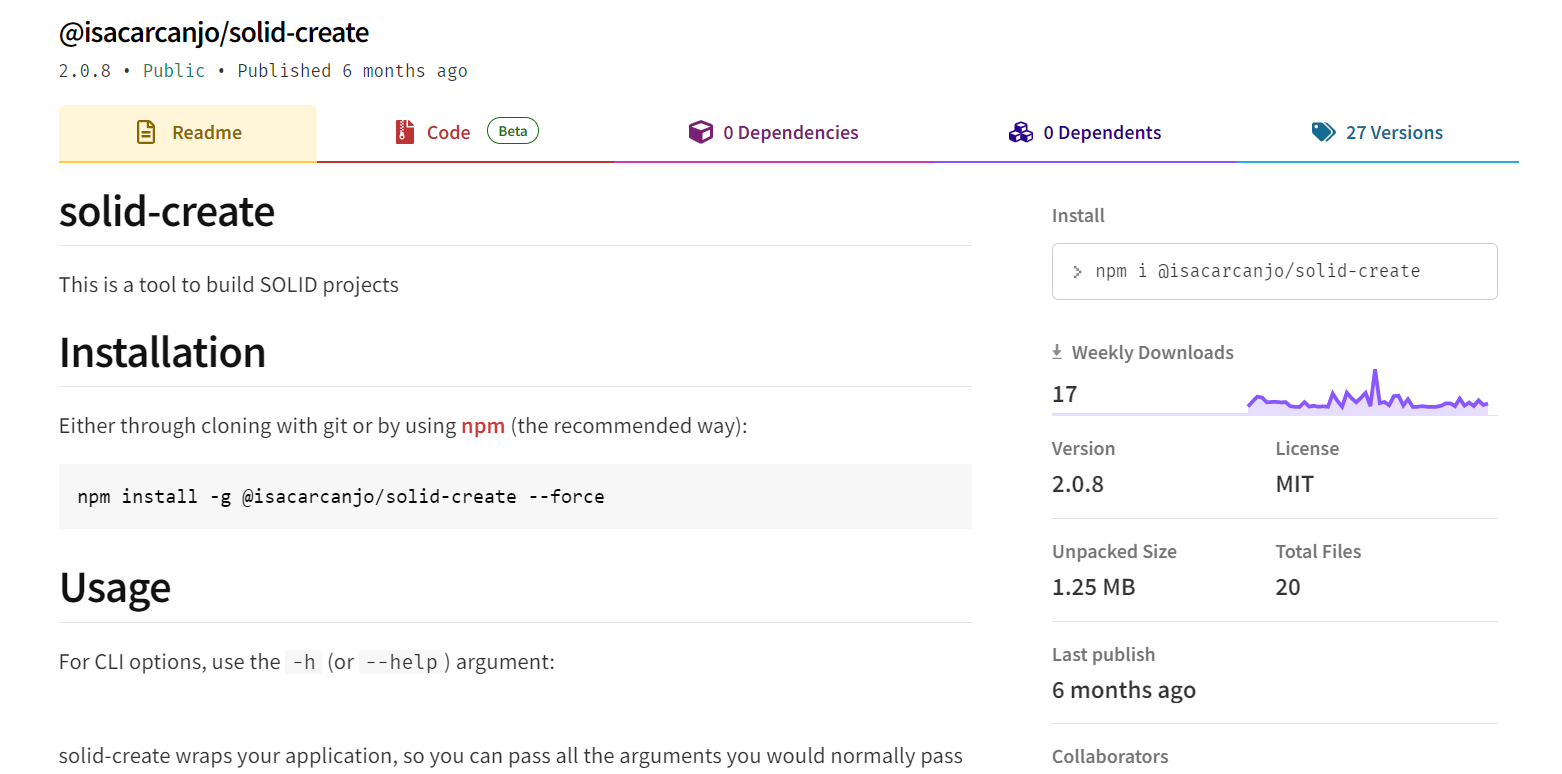 @isacarcanjo/solid-create
2.0.8 • Public • Published 6 months ago
Readme
Code Beta
0 Dependencies
0 Dependents
27 Versions
solid-create
This is a tool to build SOLID projects
Installation
Either through cloning with git or by using npm (the recommended way):
npm install -g @isacarcanjo/solid-create --force
Usage
For CLI options, use the -h (or --help) argument:
solid-create wraps your application, so you can pass all the arguments you would normally pass
Install
> npm i @isacarcanjo/solid-create
Weekly Downloads
17
Version
2.0.8
License
MIT
Unpacked Size
1.25 MB
Total Files
20
Last publish
6 months ago
Collaborators